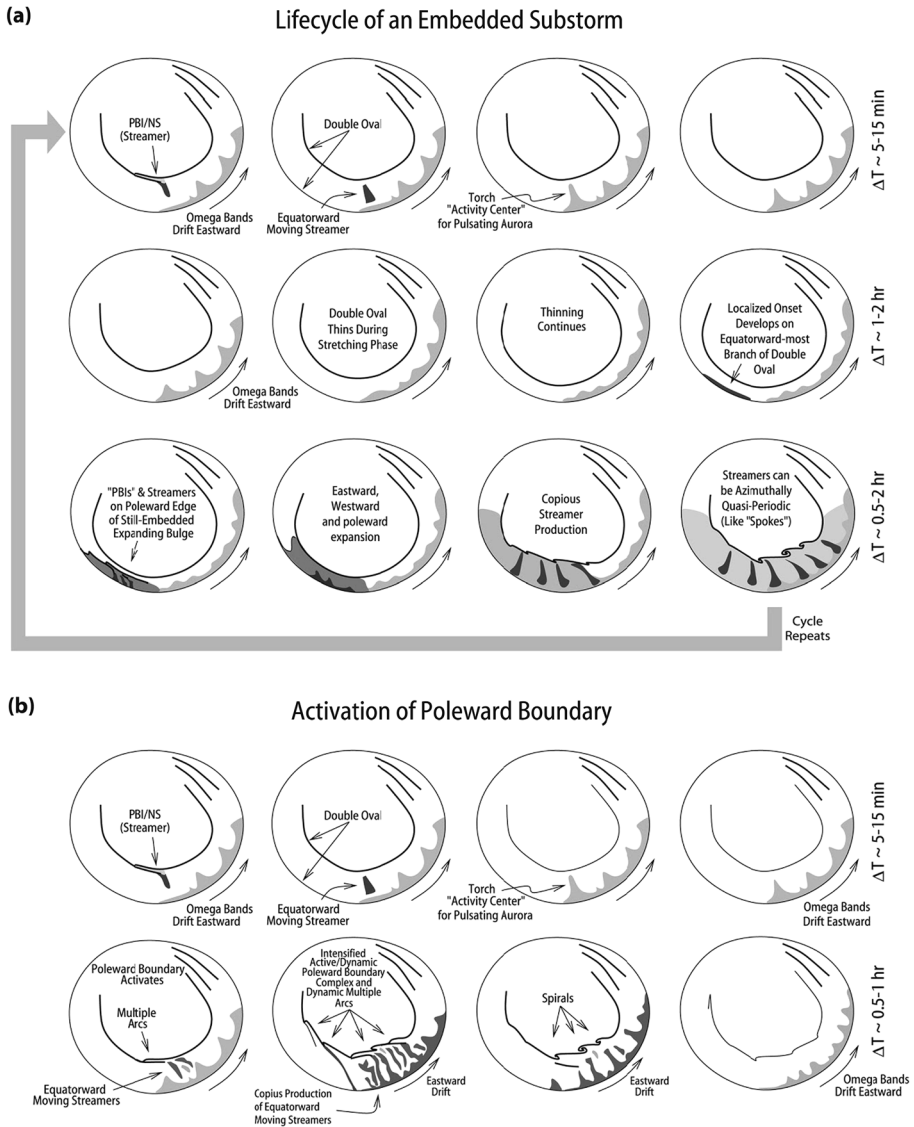 (a)
Lifecycle of an Embedded Substorm
PBI/NS
(Streamer)
Omega Bands
Drift Eastward
Double Oval
Equatorward
Moving Streamer
Torch
"Activity Center"
for Pulsating Aurora
ΔT ~ 5-15 min
Omega Bands
Drift Eastward
Double Oval
Thins During
Stretching Phase
Thinning
Continues
Localized Onset
Develops on
Equatorward-most
Branch of Double
Oval
ΔT ~ 1-2 hr
"PBIs" & Streamers
on Poleward Edge
of Still-Embedded
Expanding Bulge
Eastward,
Westward
and poleward
expansion
Copious
Streamer
Production
Streamers can
be Azimuthally
Quasi-Periodic
(Like "Spokes")
ΔT ~ 0.5-2 hr
Cycle
Repeats
(b)
Activation of Poleward Boundary
PBI/NS
(Streamer)
Omega Bands
Drift Eastward
Double Oval
Equatorward
Moving Streamer
Torch
"Activity Center"
for Pulsating Aurora
Omega Bands
Drift Eastward
ΔT ~ 5-15 min
Poleward Boundary
Activates
Multiple
Arcs
Equatorward
Moving Streamers
Intensified
Active/Dynamic
Poleward Boundary
Complex and
Dynamic Multiple
Arcs
Copius Production
of Equatorward
Moving Streamers
Eastward
Drift
Spirals
Eastward
Drift
Omega Bands
Drift Eastward
ΔT ~ 0.5-1 hr